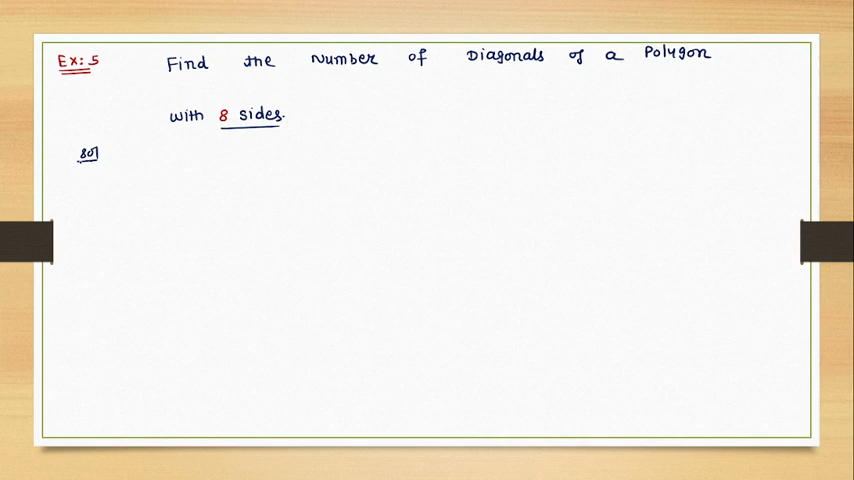 Ex: 5 Find the Number of Diagonals of a Polygon
with 8 sides.
Sol